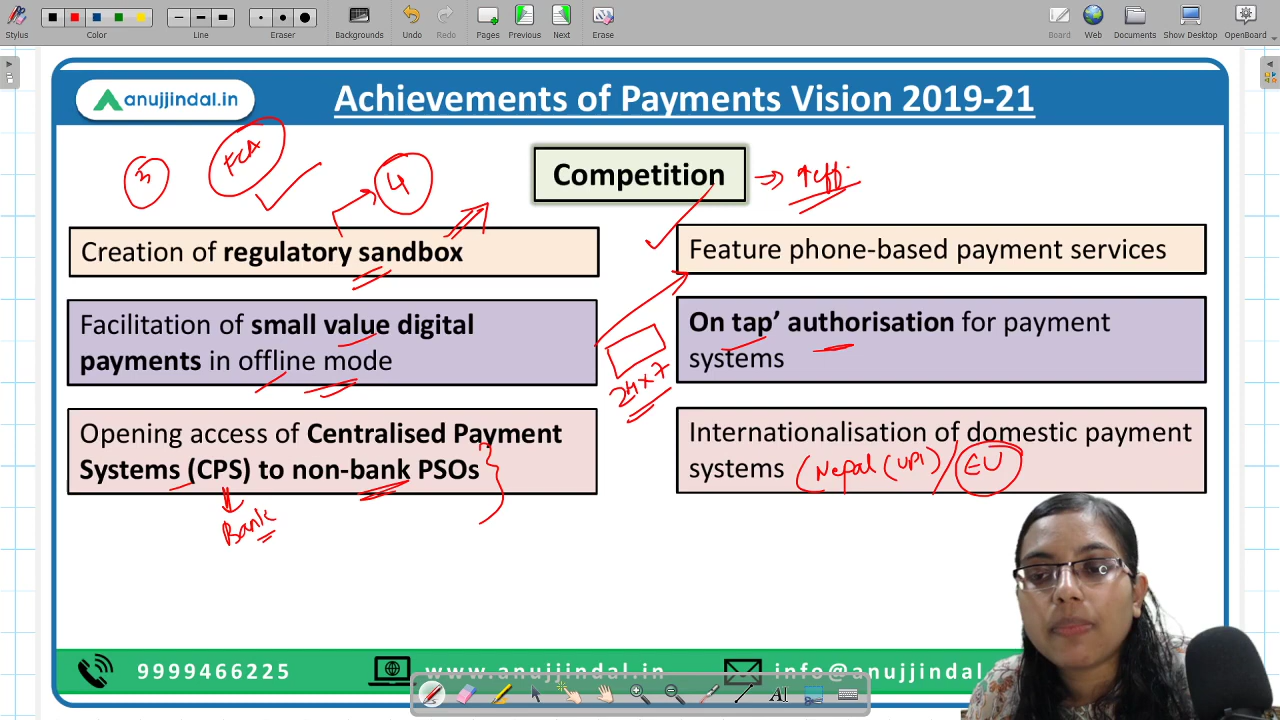 Stylus
Color
Line
Eraser
Backgrounds
Undo
Redo
Pages
Previous
Next
Erase
Board
Web
Documents
Show Desktop
OpenBoard
anujjindal.in
Achievements of Payments Vision 2019-21
Competition
↑eff.
4
Creation of regulatory sandbox
Feature phone-based payment services
Facilitation of small value digital
payments in offline mode
24x7
On tap' authorisation for payment
systems
Opening access of Centralised Payment
Systems (CPS) to non-bank PSOs
Bank
Internationalisation of domestic payment
systems (Nepal (UPI) / EU
9999466225
www.anujjindal.in
info@anujjindal